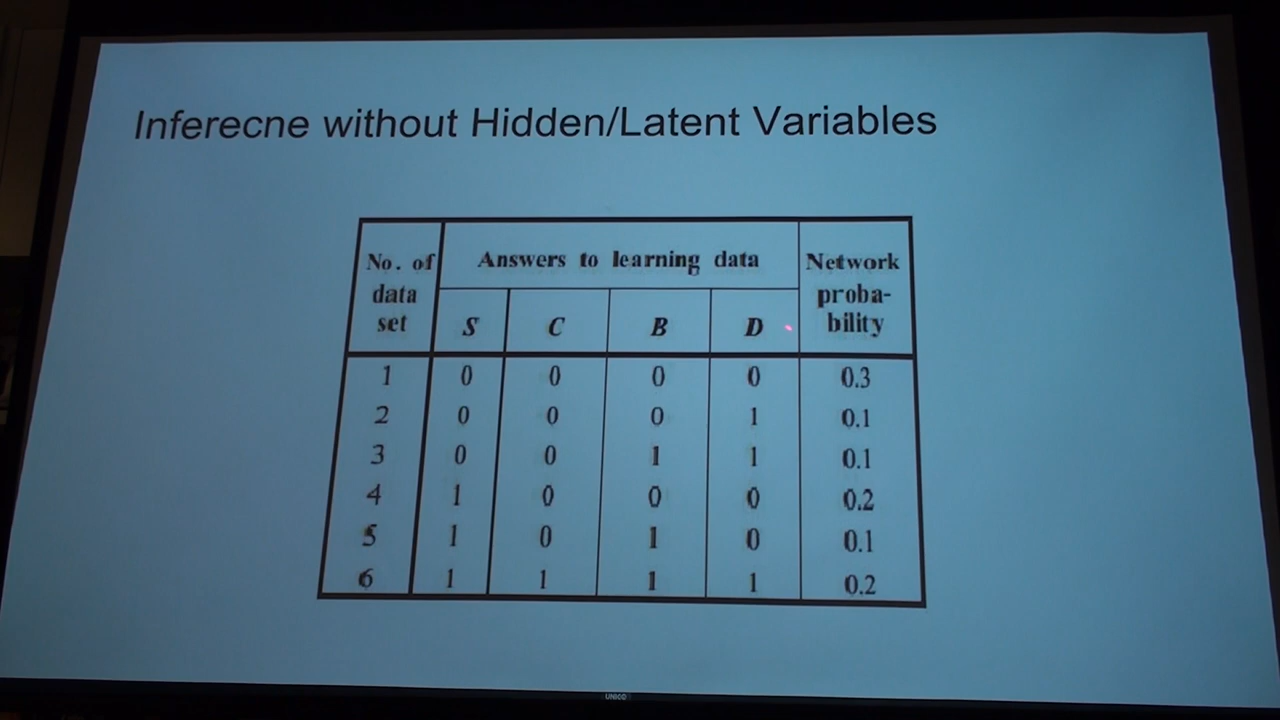 Inferecne without Hidden/Latent Variables
No. of data set Answers to learning data Network proba-bility
S C B D
1 0 0 0 0 0.3
2 0 0 0 1 0.1
3 0 0 1 1 0.1
4 1 0 0 0 0.2
5 1 0 1 0 0.1
6 1 1 1 1 0.2
UNICO